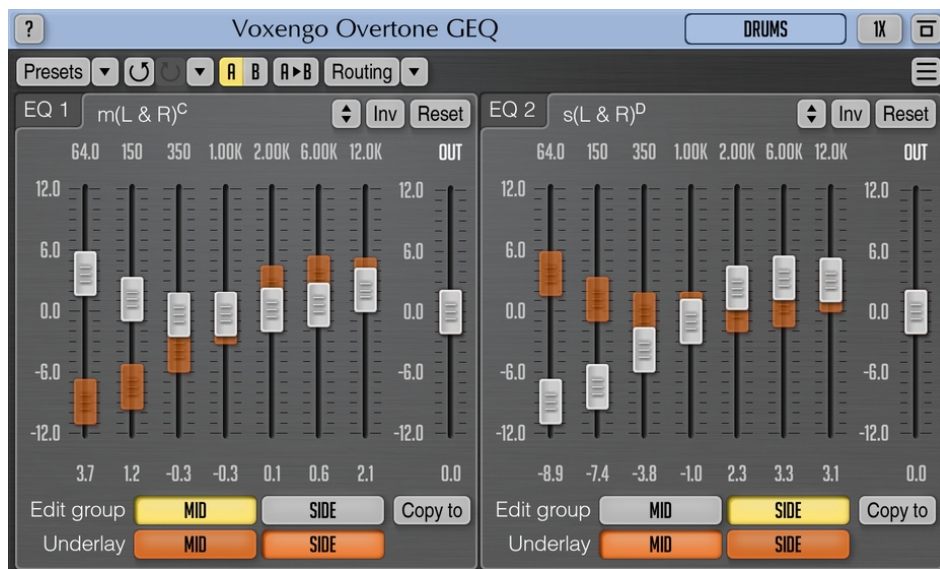 ? Voxengo Overtone GEQ DRUMS 1X
Presets A B A▸B Routing
EQ 1 m(L & R)ᶜ Inv Reset
64.0 150 350 1.00K 2.00K 6.00K 12.0K OUT
12.0 12.0
6.0 6.0
0.0 0.0
-6.0 -6.0
-12.0 -12.0
3.7 1.2 -0.3 -0.3 0.1 0.6 2.1 0.0
Edit group MID SIDE Copy to
Underlay MID SIDE
EQ 2 s(L & R)ᴰ Inv Reset
64.0 150 350 1.00K 2.00K 6.00K 12.0K OUT
12.0 12.0
6.0 6.0
0.0 0.0
-6.0 -6.0
-12.0 -12.0
-8.9 -7.4 -3.8 -1.0 2.3 3.3 3.1 0.0
Edit group MID SIDE Copy to
Underlay MID SIDE